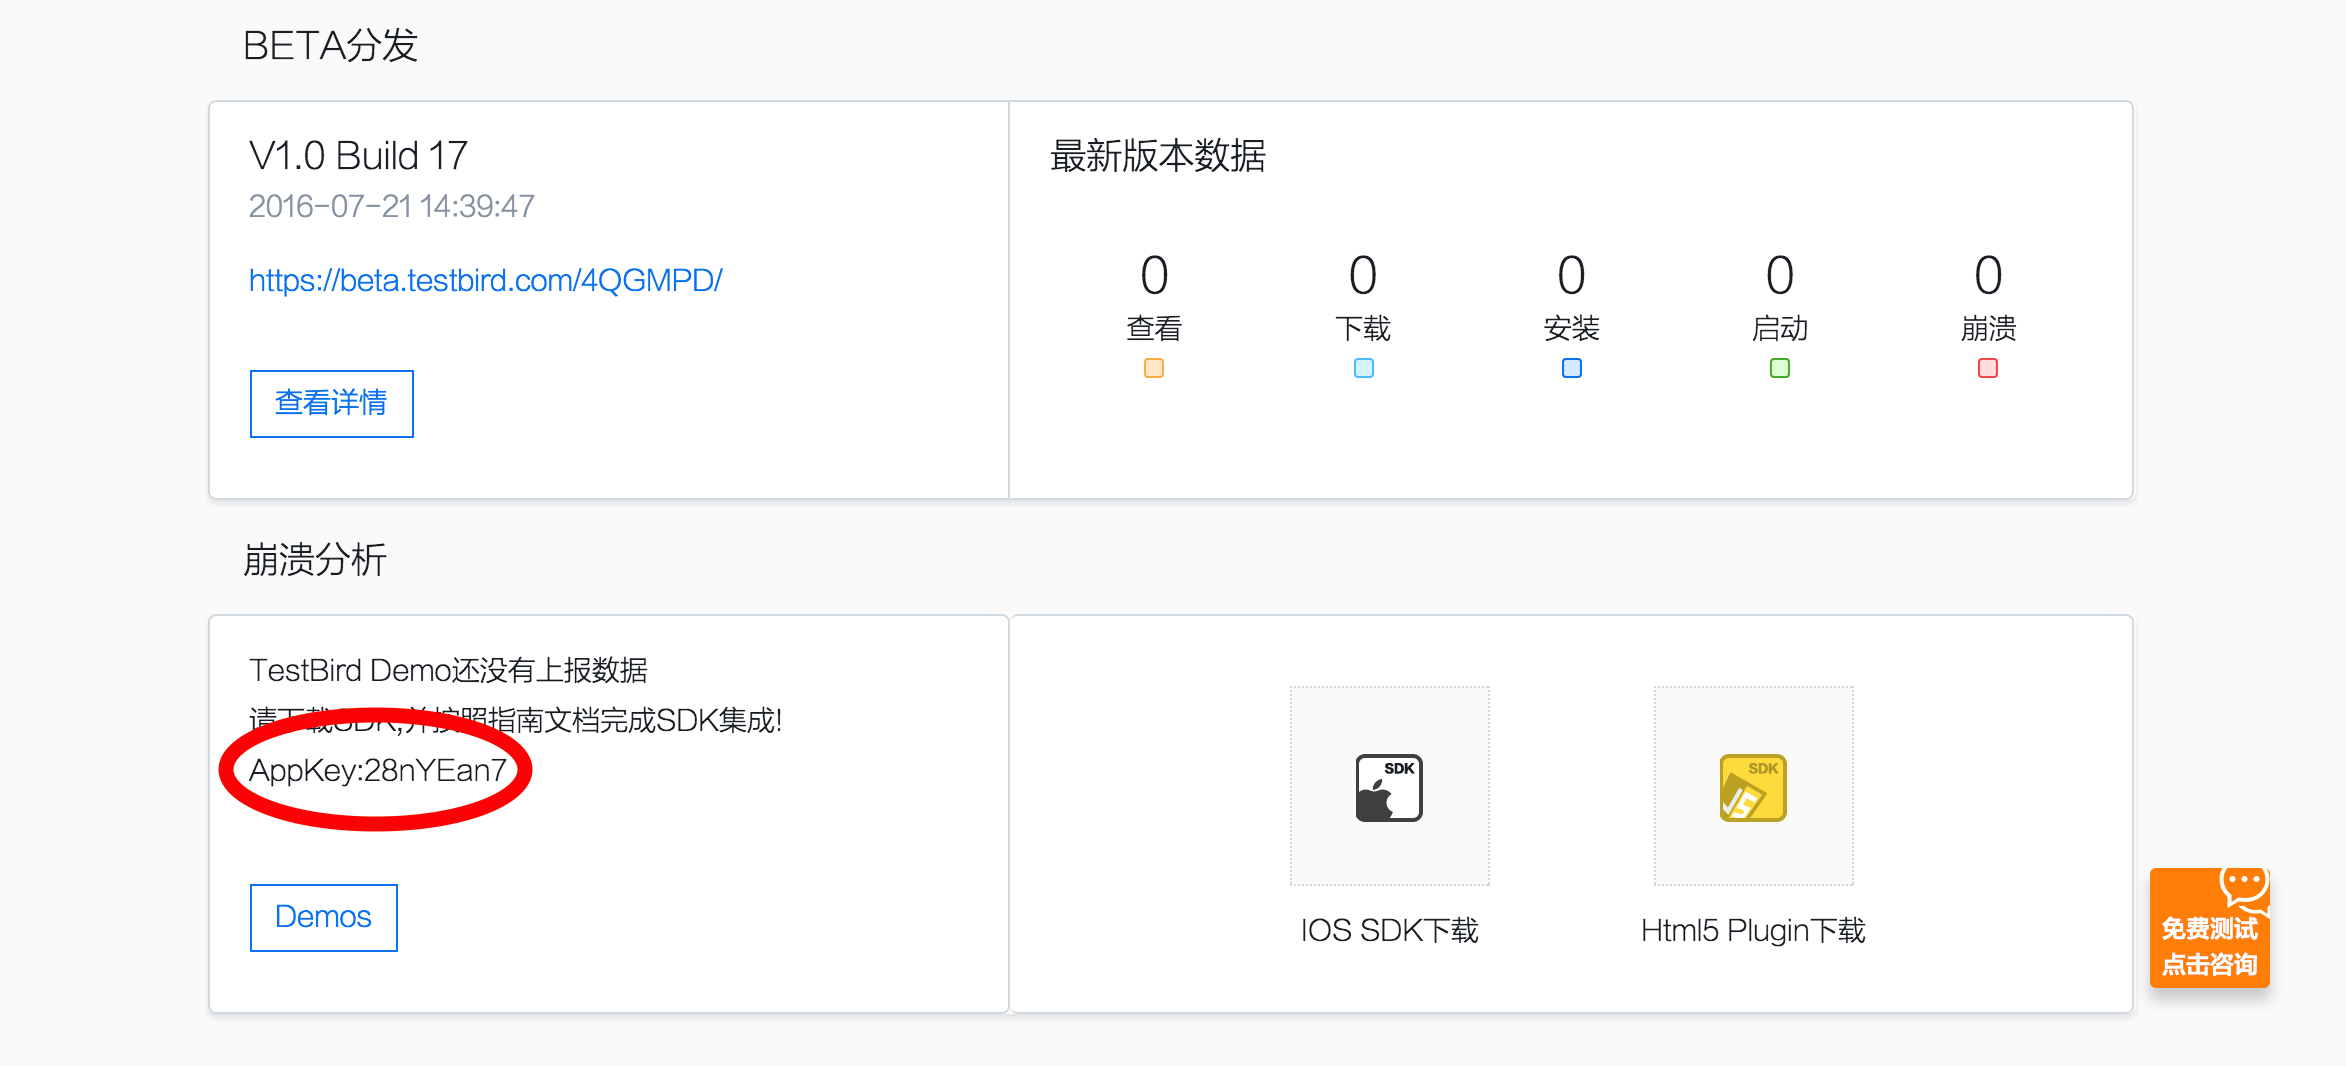 BETA分发
V1.0 Build 17
2016-07-21 14:39:47
https://beta.testbird.com/4QGMPD/
查看详情
最新版本数据
0 0 0 0 0
查看 下载 安装 启动 崩溃
崩溃分析
TestBird Demo还没有上报数据
请下载SDK,并按照指南文档完成SDK集成!
AppKey:28nYEan7
Demos
SDK
IOS SDK下载
SDK
JS
Html5 Plugin下载
免费测试
点击咨询